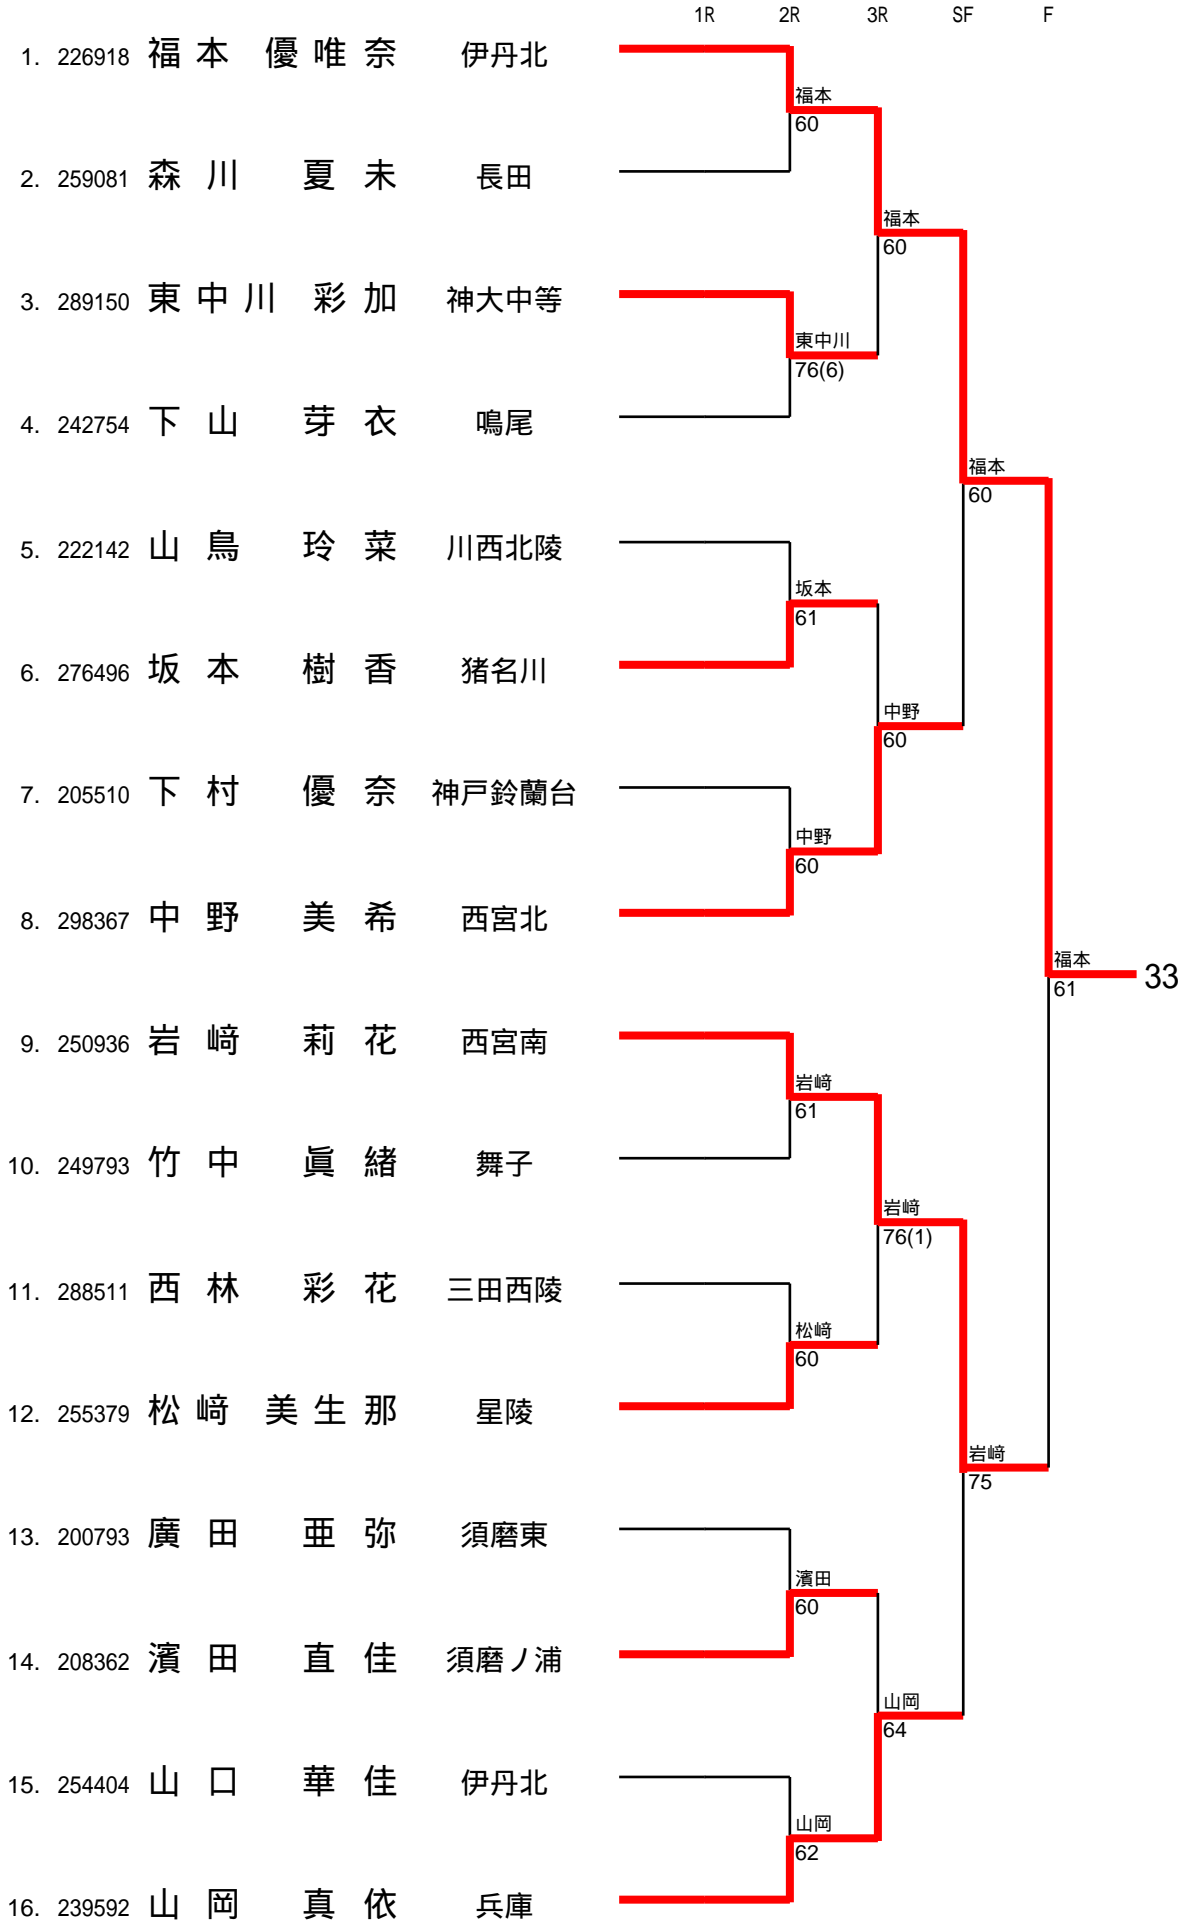 1R 2R 3R SF F
1. 226918 福本 優唯奈 伊丹北
福本
60
2. 259081 森川 夏未 長田
福本
60
3. 289150 東中川 彩加 神大中等
東中川
76(6)
4. 242754 下山 芽衣 鳴尾
福本
60
5. 222142 山鳥 玲菜 川西北陵
坂本
61
6. 276496 坂本 樹香 猪名川
中野
60
7. 205510 下村 優奈 神戸鈴蘭台
中野
60
8. 298367 中野 美希 西宮北
福本
61 33
9. 250936 岩﨑 莉花 西宮南
岩﨑
61
10. 249793 竹中 眞緒 舞子
岩﨑
76(1)
11. 288511 西林 彩花 三田西陵
松﨑
60
12. 255379 松﨑 美生那 星陵
岩﨑
75
13. 200793 廣田 亜弥 須磨東
濱田
60
14. 208362 濱田 直佳 須磨ノ浦
山岡
64
15. 254404 山口 華佳 伊丹北
山岡
62
16. 239592 山岡 真依 兵庫